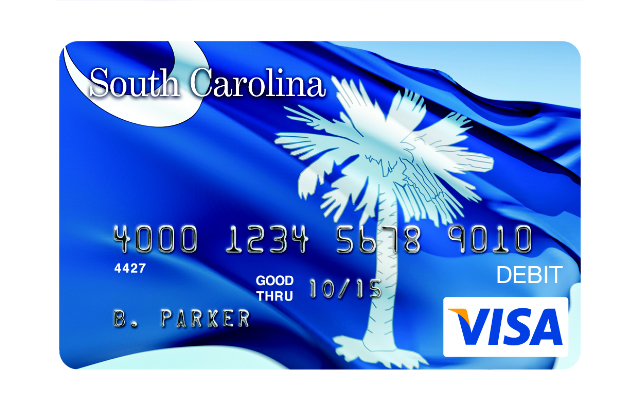 South Carolina
4000 1234 5678 9010
4427
DEBIT
GOOD
THRU 10/15
B. PARKER
VISA